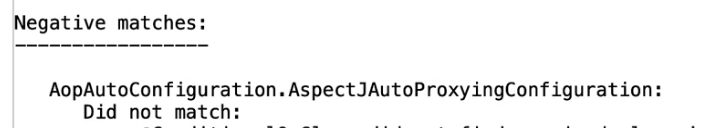 Negative matches:
-----------------
AopAutoConfiguration.AspectJAutoProxyingConfiguration:
Did not match: